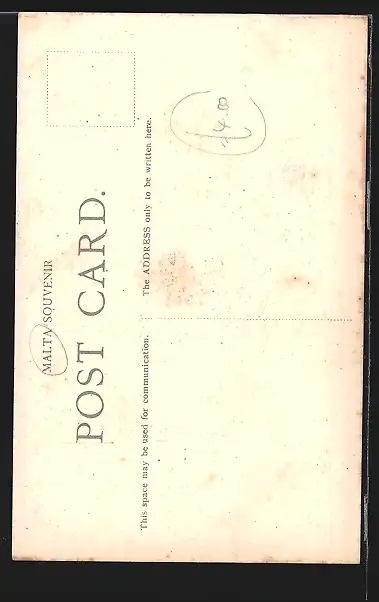 MALTA SOUVENIR
POST CARD.
This space may be used for communication.
The ADDRESS only to be written here.